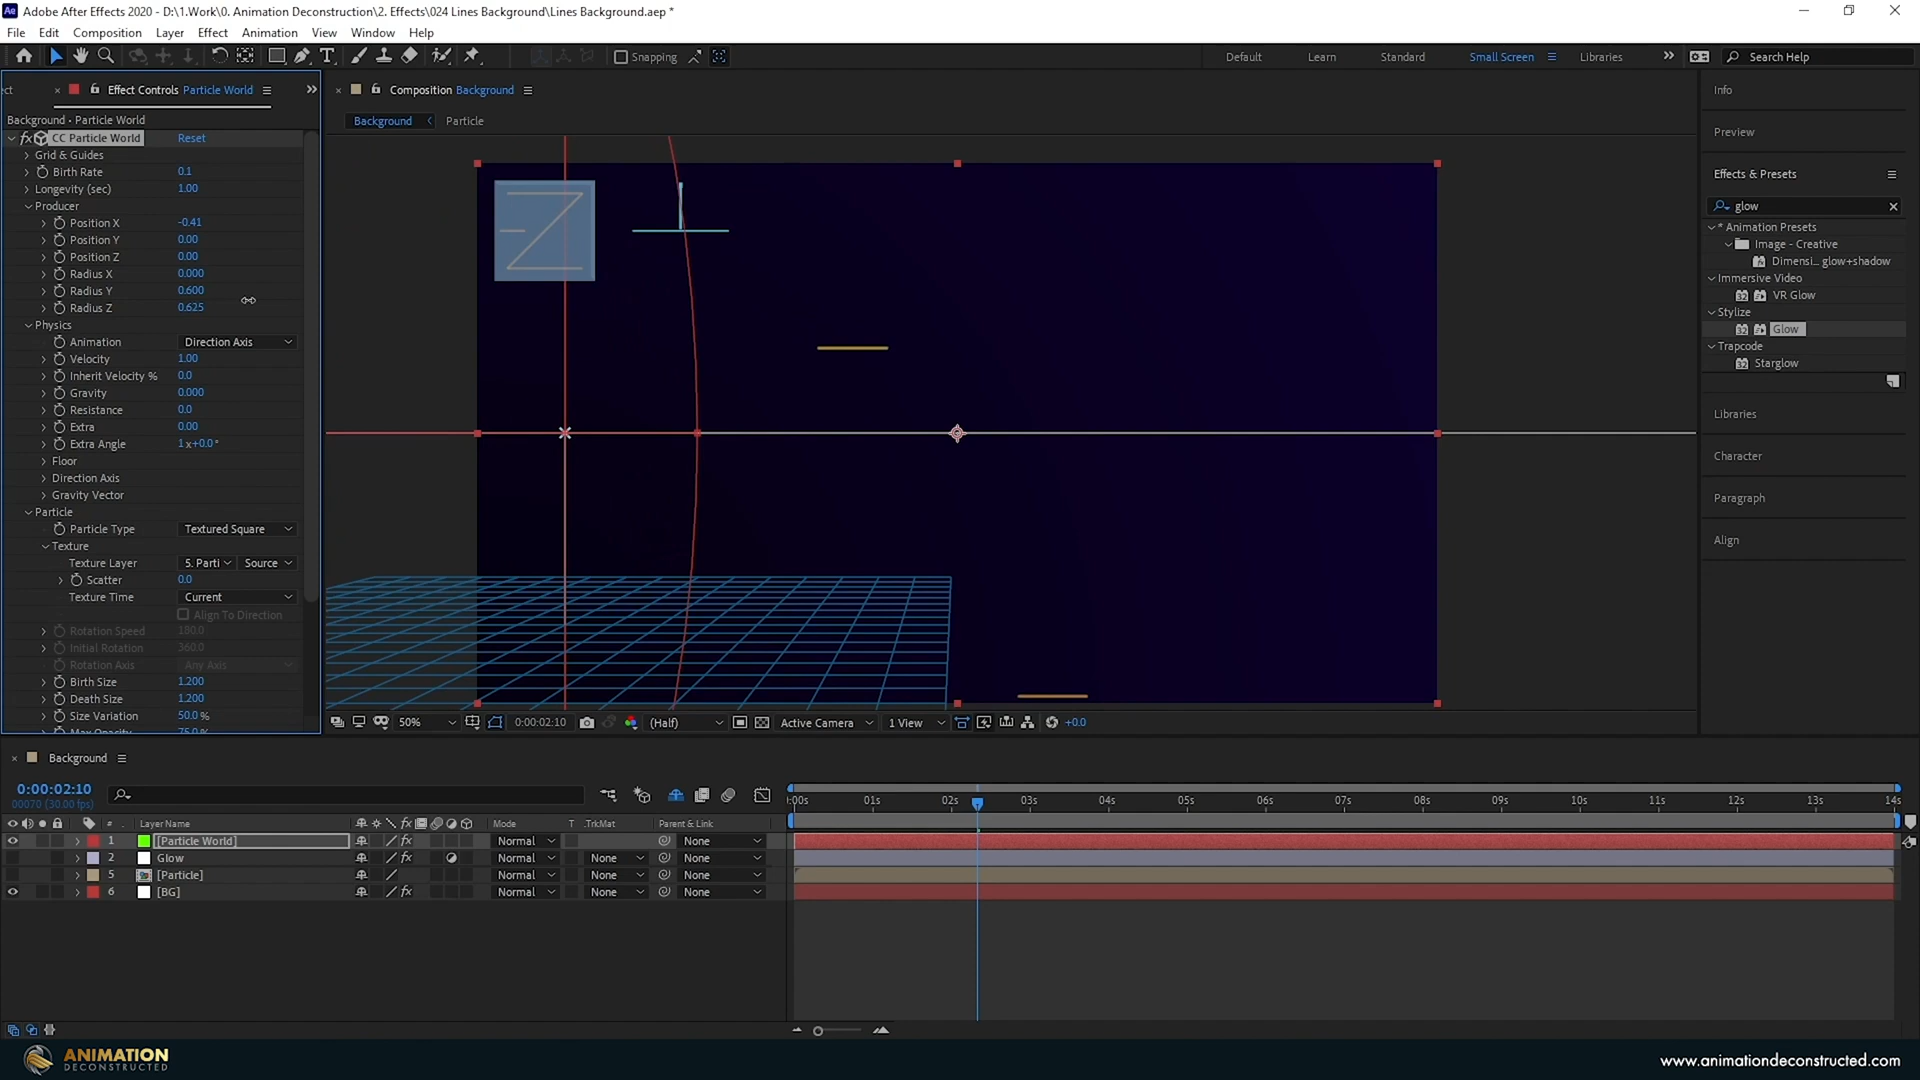 Adobe After Effects 2020 - D:\1.Work\0. Animation Deconstruction\2. Effects\024 Lines Background\Lines Background.aep *
File Edit Composition Layer Effect Animation View Window Help
Snapping Default Learn Standard Small Screen Libraries Search Help
Effect Controls Particle World
Composition Background
Info
Background • Particle World
Background Particle
Preview
CC Particle World Reset
Grid & Guides
Birth Rate 0.1
Longevity (sec) 1.00
Producer
Position X -0.41
Position Y 0.00
Position Z 0.00
Radius X 0.000
Radius Y 0.600
Radius Z 0.625
Physics
Animation Direction Axis
Velocity 1.00
Inherit Velocity % 0.0
Gravity 0.000
Resistance 0.0
Extra 0.00
Extra Angle 1 x+0.0 °
Floor
Direction Axis
Gravity Vector
Particle
Particle Type Textured Square
Texture
Texture Layer 5. Parti Source
Scatter 0.0
Texture Time Current
Align To Direction
Rotation Speed 180.0
Initial Rotation 360.0
Rotation Axis Any Axis
Birth Size 1.200
Death Size 1.200
Size Variation 50.0 %
Max Opacity 75.0 %
Effects & Presets
glow
* Animation Presets
Image - Creative
Dimensi... glow+shadow
Immersive Video
VR Glow
Stylize
Glow
Trapcode
Starglow
Libraries
Character
Paragraph
Align
50% 0:00:02:10 (Half) Active Camera 1 View +0.0
Background
0:00:02:10
00070 (30.00 fps)
:00s 01s 02s 03s 04s 05s 06s 07s 08s 09s 10s 11s 12s 13s 14s
# Layer Name Mode T .TrkMat Parent & Link
1 [Particle World] Normal None
2 Glow Normal None None
5 [Particle] Normal None None
6 [BG] Normal None None
ANIMATION
DECONSTRUCTED
www.animationdeconstructed.com